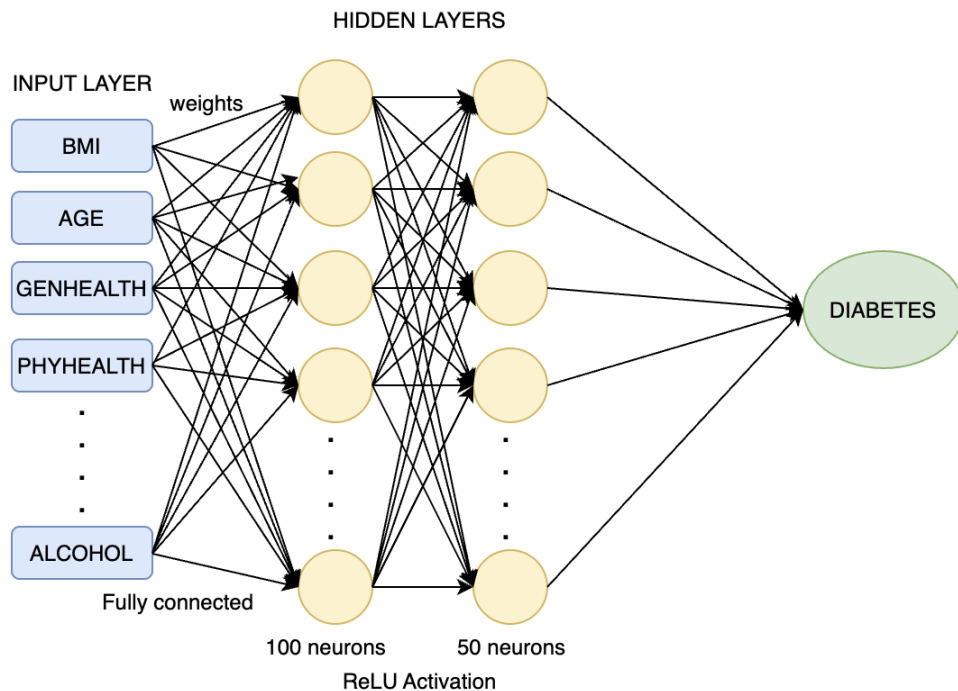 HIDDEN LAYERS
INPUT LAYER
weights
BMI
AGE
GENHEALTH
PHYHEALTH
ALCOHOL
DIABETES
Fully connected
100 neurons
50 neurons
ReLU Activation